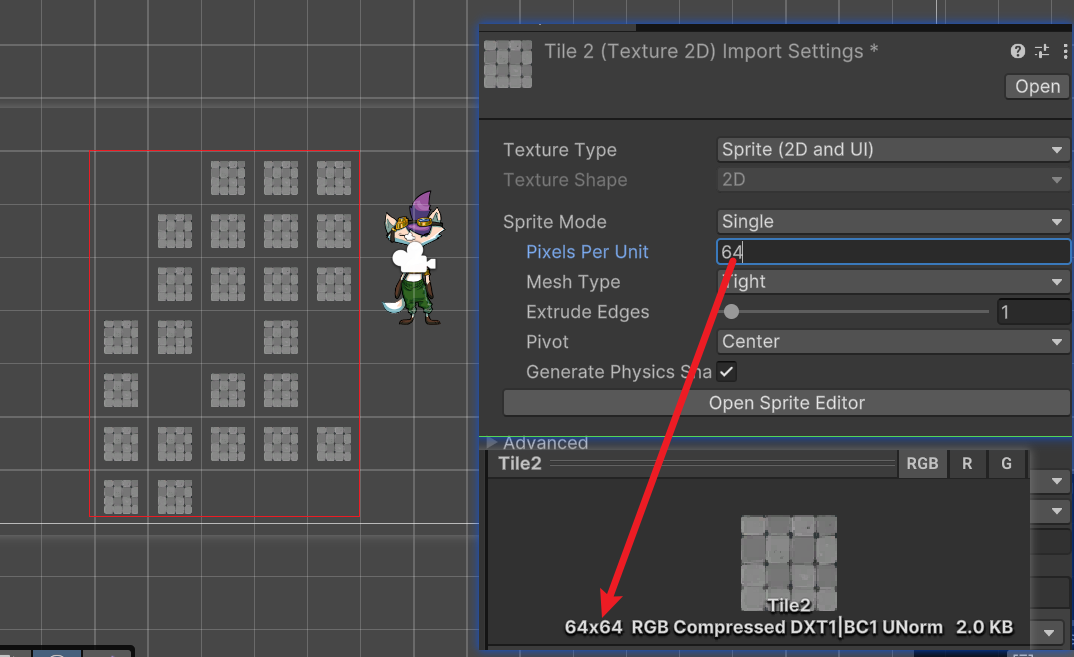 Tile 2 (Texture 2D) Import Settings *
Open
Texture Type Sprite (2D and UI)
Texture Shape 2D
Sprite Mode Single
Pixels Per Unit 64
Mesh Type Tight
Extrude Edges 1
Pivot Center
Generate Physics Sha
Open Sprite Editor
Advanced
Tile2 RGB R G
Tile2
64x64 RGB Compressed DXT1|BC1 UNorm 2.0 KB